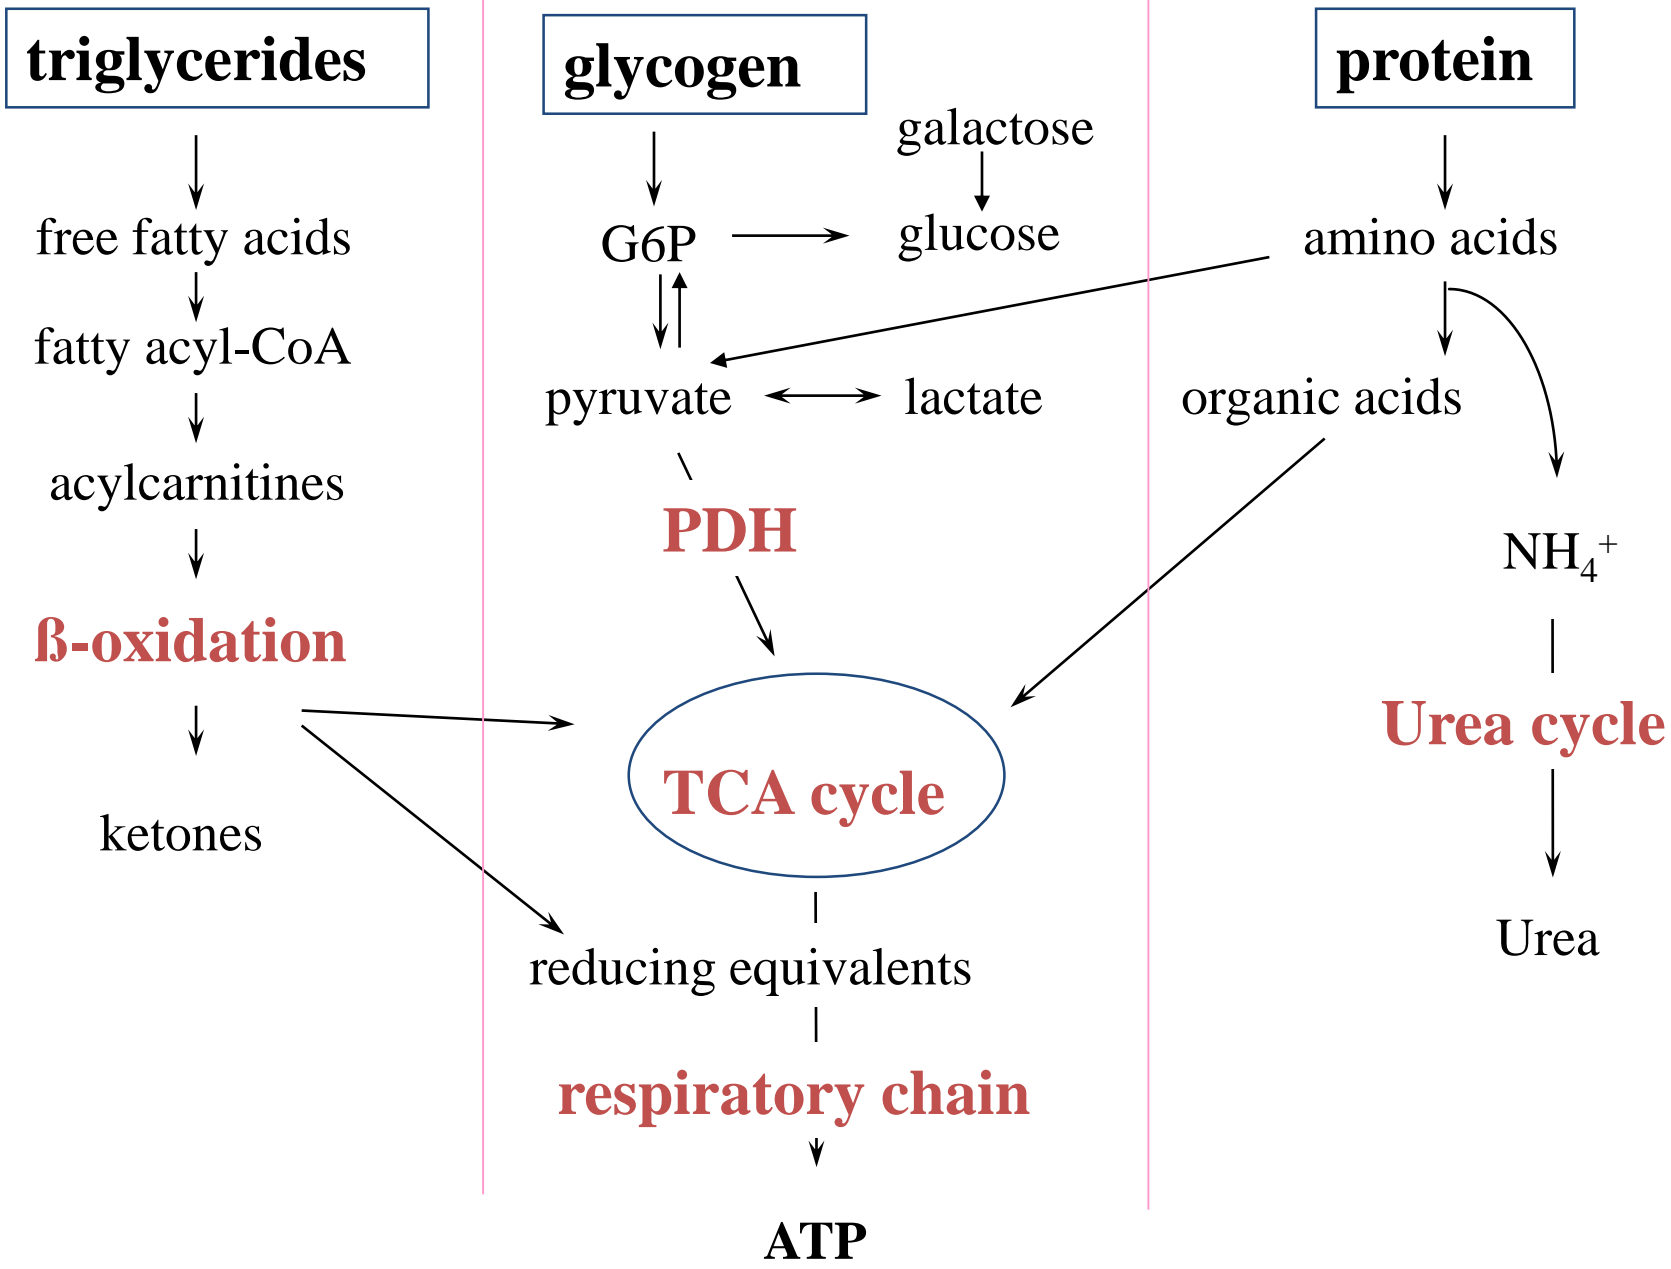 triglycerides
free fatty acids
fatty acyl-CoA
acylcarnitines
ß-oxidation
ketones
glycogen
galactose
G6P
glucose
pyruvate
lactate
PDH
TCA cycle
reducing equivalents
respiratory chain
ATP
protein
amino acids
organic acids
NH₄⁺
Urea cycle
Urea